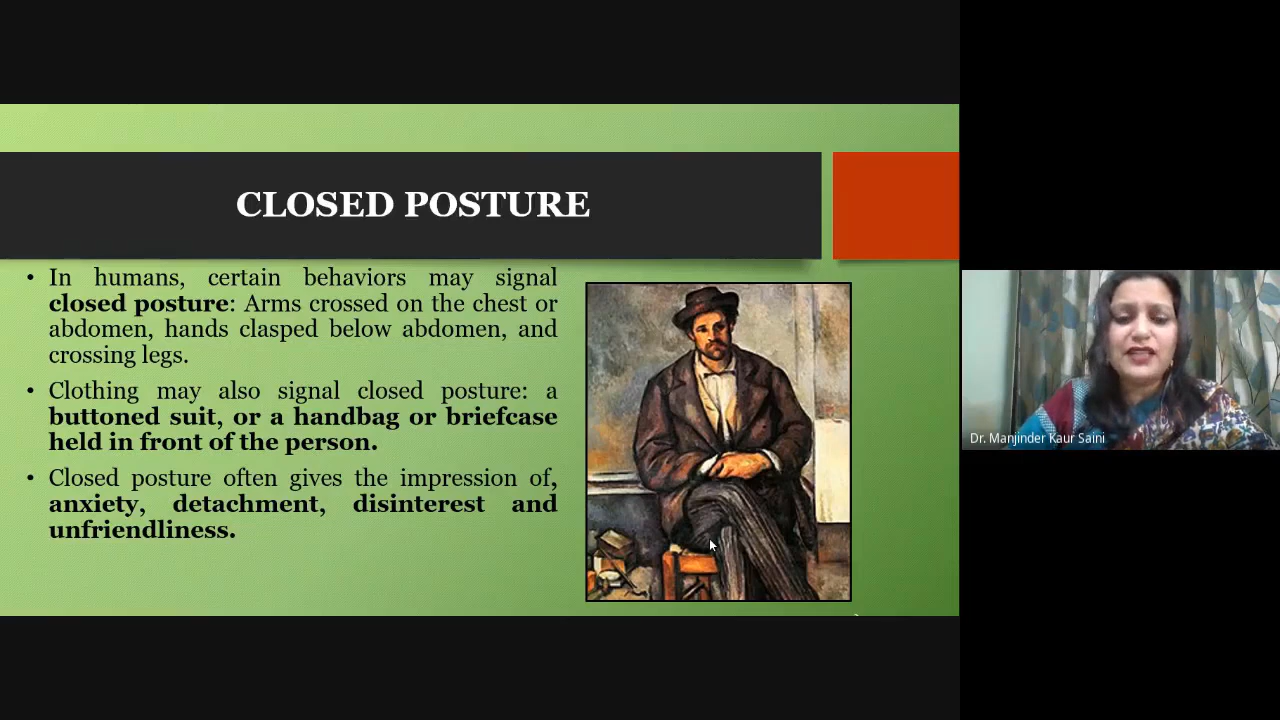 CLOSED POSTURE
• In humans, certain behaviors may signal
closed posture: Arms crossed on the chest or
abdomen, hands clasped below abdomen, and
crossing legs.
• Clothing may also signal closed posture: a
buttoned suit, or a handbag or briefcase
held in front of the person.
• Closed posture often gives the impression of,
anxiety, detachment, disinterest and
unfriendliness.
Dr. Manjinder Kaur Saini